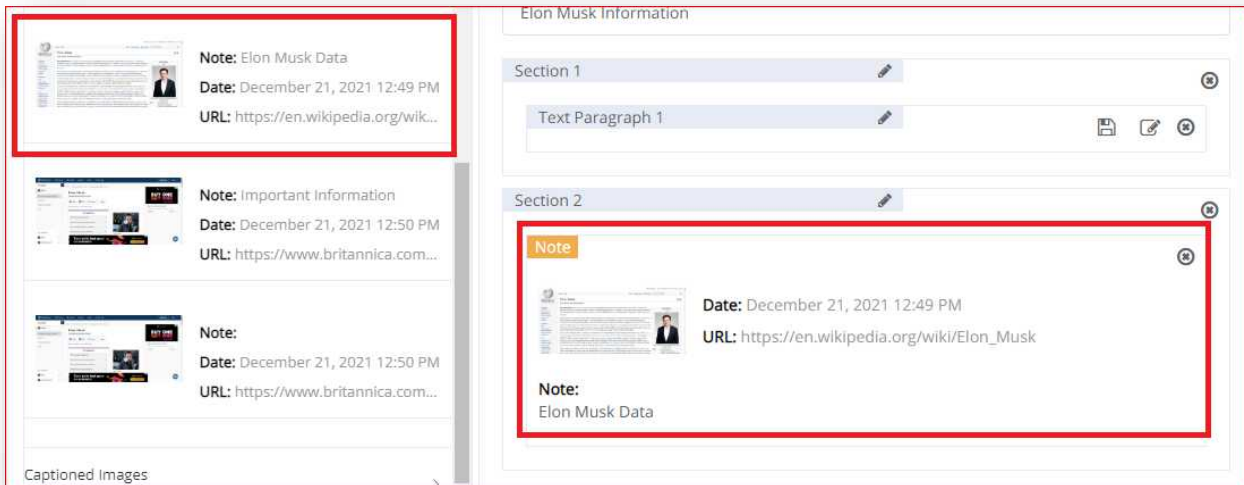 Note: Elon Musk Data
Date: December 21, 2021 12:49 PM
URL: https://en.wikipedia.org/wik...
Note: Important Information
Date: December 21, 2021 12:50 PM
URL: https://www.britannica.com...
Note:
Date: December 21, 2021 12:50 PM
URL: https://www.britannica.com...
Captioned Images
Elon Musk Information
Section 1
Text Paragraph 1
Section 2
Note
Date: December 21, 2021 12:49 PM
URL: https://en.wikipedia.org/wiki/Elon_Musk
Note:
Elon Musk Data